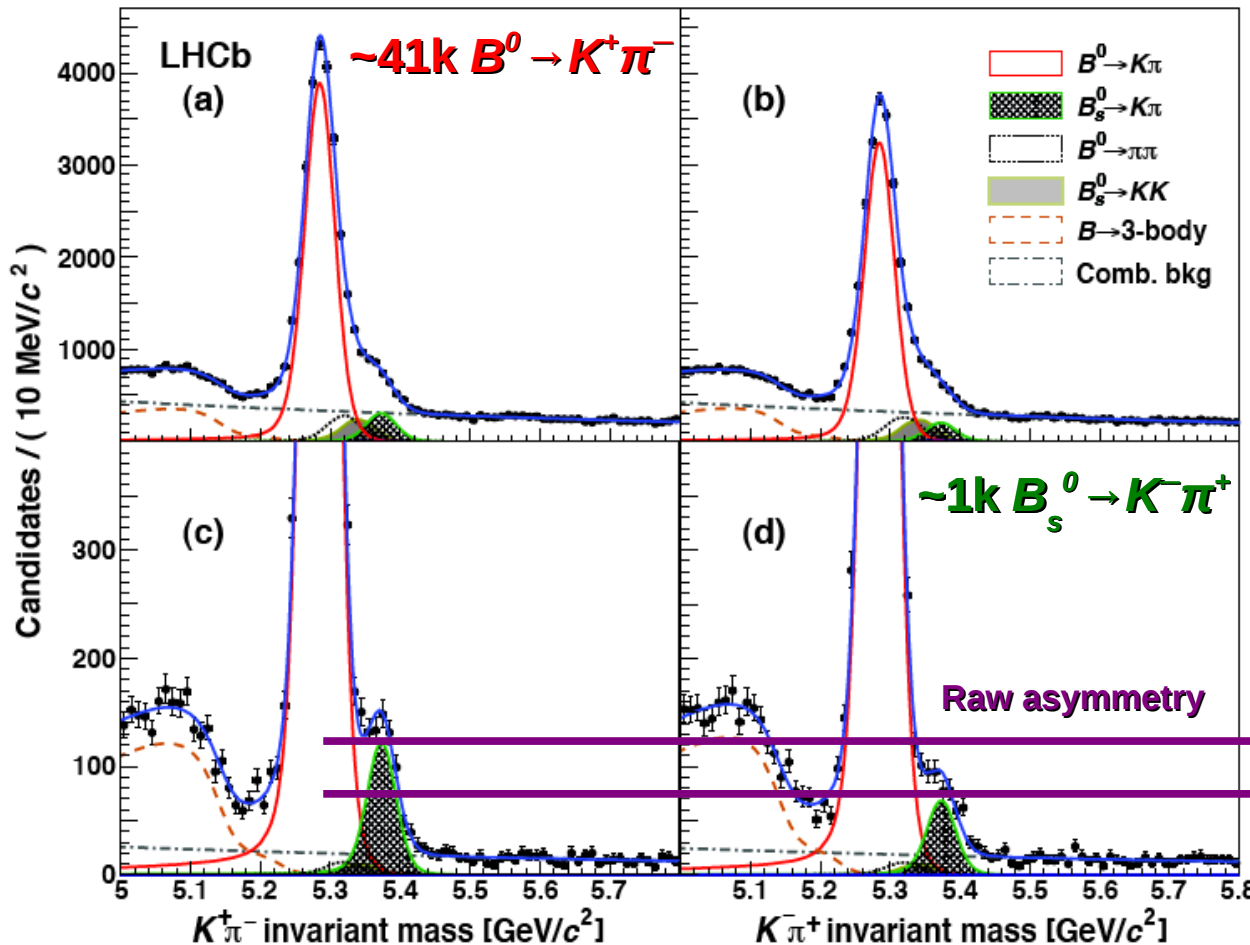 LHCb
~41k B⁰→K⁺π⁻
(a)
(b)
B⁰→Kπ
B⁰ₛ→Kπ
B⁰→ππ
B⁰ₛ→KK
B→3-body
Comb. bkg
4000
3000
2000
1000
Candidates / ( 10 MeV/c² )
~1k Bₛ⁰→K⁻π⁺
(c)
(d)
Raw asymmetry
300
200
100
0
5 5.1 5.2 5.3 5.4 5.5 5.6 5.7 5.1 5.2 5.3 5.4 5.5 5.6 5.7 5.8
K⁺π⁻ invariant mass [GeV/c²]
K⁻π⁺ invariant mass [GeV/c²]